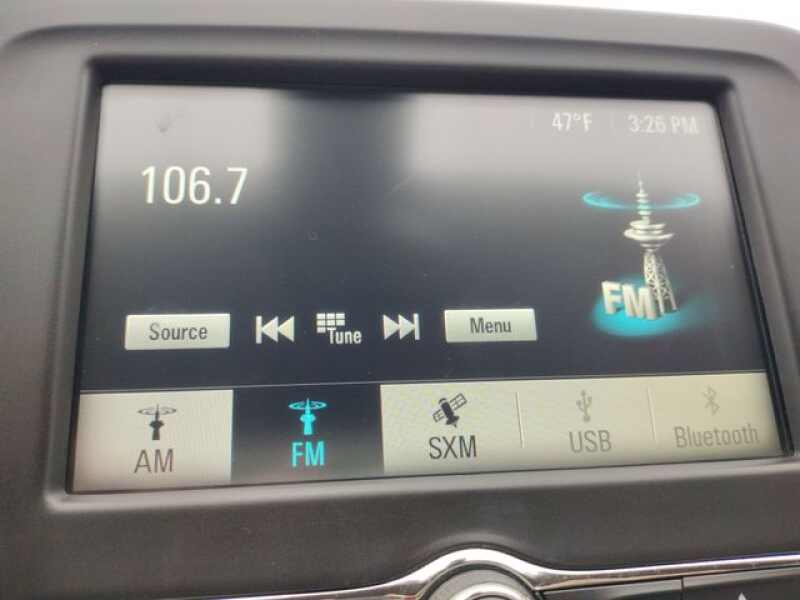 47°F 3:26 PM
106.7
FM
Source Tune Menu
AM FM SXM USB Bluetooth